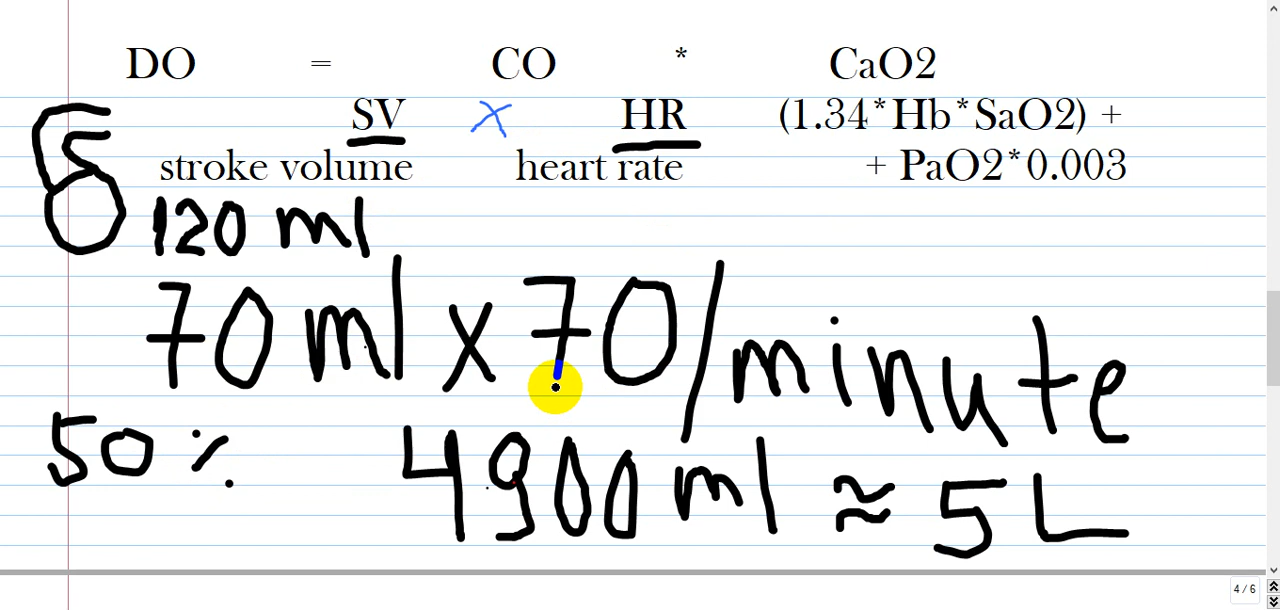 DO = CO * CaO2
SV X HR (1.34*Hb*SaO2) +
stroke volume heart rate + PaO2*0.003
120 ml
70 ml x 70/minute
50 %
4900 ml ≈ 5 L
4 / 6